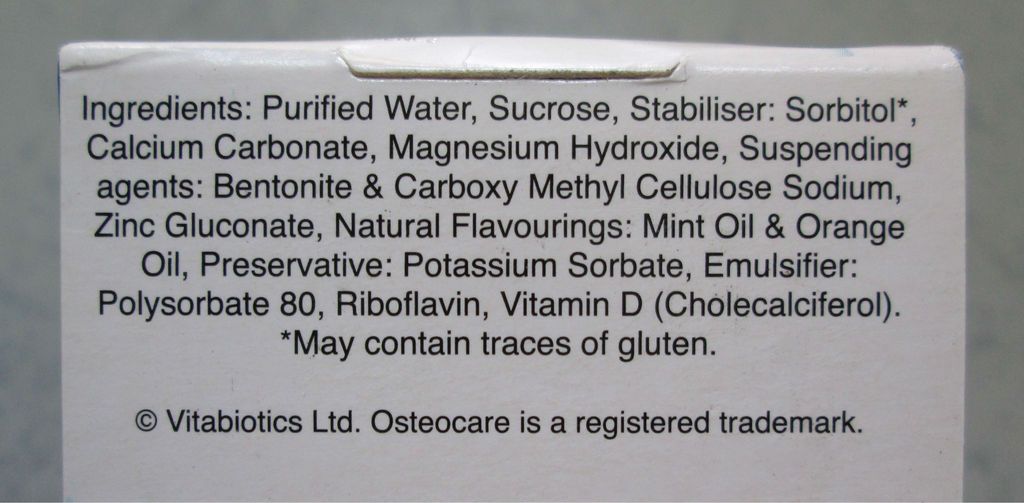 Ingredients: Purified Water, Sucrose, Stabiliser: Sorbitol*,
Calcium Carbonate, Magnesium Hydroxide, Suspending
agents: Bentonite & Carboxy Methyl Cellulose Sodium,
Zinc Gluconate, Natural Flavourings: Mint Oil & Orange
Oil, Preservative: Potassium Sorbate, Emulsifier:
Polysorbate 80, Riboflavin, Vitamin D (Cholecalciferol).
*May contain traces of gluten.
© Vitabiotics Ltd. Osteocare is a registered trademark.